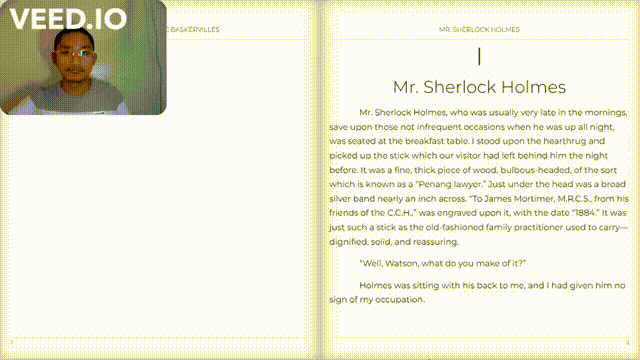 VEED.IO
BASKERVILLES
MR. SHERLOCK HOLMES
I
Mr. Sherlock Holmes
Mr. Sherlock Holmes, who was usually very late in the mornings,
save upon those not infrequent occasions when he was up all night,
was seated at the breakfast table. I stood upon the hearthrug and
picked up the stick which our visitor had left behind him the night
before. It was a fine, thick piece of wood, bulbous-headed, of the sort
which is known as a “Penang lawyer.” Just under the head was a broad
silver band nearly an inch across. “To James Mortimer, M.R.C.S., from his
friends of the C.C.H.,” was engraved upon it, with the date “1884.” It was
just such a stick as the old-fashioned family practitioner used to carry—
dignified, solid, and reassuring.
“Well, Watson, what do you make of it?”
Holmes was sitting with his back to me, and I had given him no
sign of my occupation.
1
2